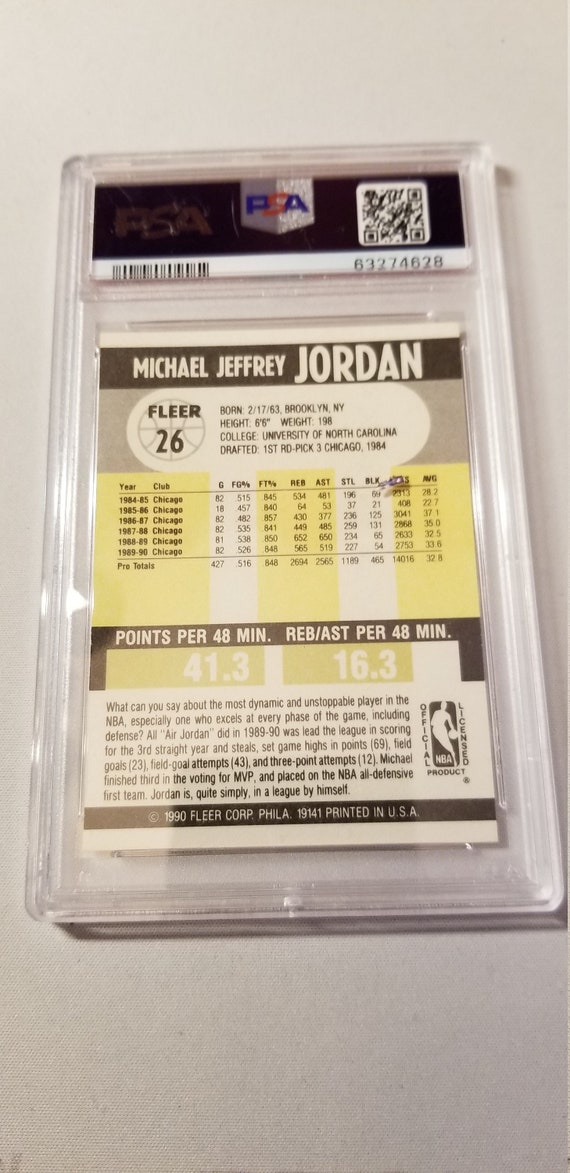 PSA PSA
63274628
MICHAEL JEFFREY JORDAN
FLEER
26
BORN: 2/17/63, BROOKLYN, NY
HEIGHT: 6'6" WEIGHT: 198
COLLEGE: UNIVERSITY OF NORTH CAROLINA
DRAFTED: 1ST RD-PICK 3 CHICAGO, 1984
Year Club G FG% FT% REB AST STL BLK AVG
1984-85 Chicago 82 515 845 534 481 196 69 2313 28.2
1985-86 Chicago 18 457 840 64 53 37 21 408 22.7
1986-87 Chicago 82 482 857 430 377 236 125 3041 37.1
1987-88 Chicago 82 535 841 449 485 259 131 2868 35.0
1988-89 Chicago 81 538 850 652 650 234 65 2633 32.5
1989-90 Chicago 82 526 848 565 519 227 54 2753 33.6
Pro Totals 427 516 848 2694 2565 1189 465 14016 32.8
POINTS PER 48 MIN. REB/AST PER 48 MIN.
41.3 16.3
What can you say about the most dynamic and unstoppable player in the
NBA, especially one who excels at every phase of the game, including
defense? All "Air Jordan" did in 1989-90 was lead the league in scoring
for the 3rd straight year and steals, set game highs in points (69), field
goals (23), field-goal attempts (43), and three-point attempts (12). Michael
finished third in the voting for MVP, and placed on the NBA all-defensive
first team. Jordan is, quite simply, in a league by himself.
OFFICIAL LICENSED
NBA
PRODUCT ®
© 1990 FLEER CORP. PHILA. 19141 PRINTED IN U.S.A.